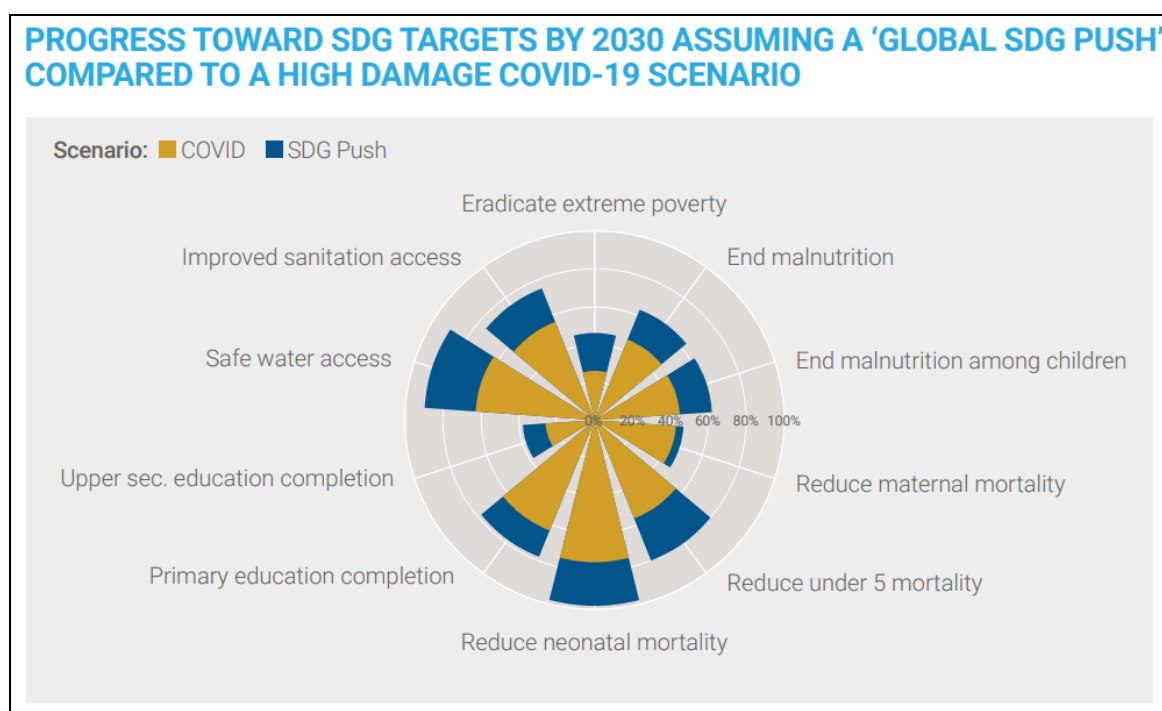 PROGRESS TOWARD SDG TARGETS BY 2030 ASSUMING A ‘GLOBAL SDG PUSH’
COMPARED TO A HIGH DAMAGE COVID-19 SCENARIO
Scenario: COVID SDG Push
Eradicate extreme poverty
Improved sanitation access
End malnutrition
Safe water access
End malnutrition among children
0% 20% 40% 60% 80% 100%
Upper sec. education completion
Reduce maternal mortality
Primary education completion
Reduce under 5 mortality
Reduce neonatal mortality